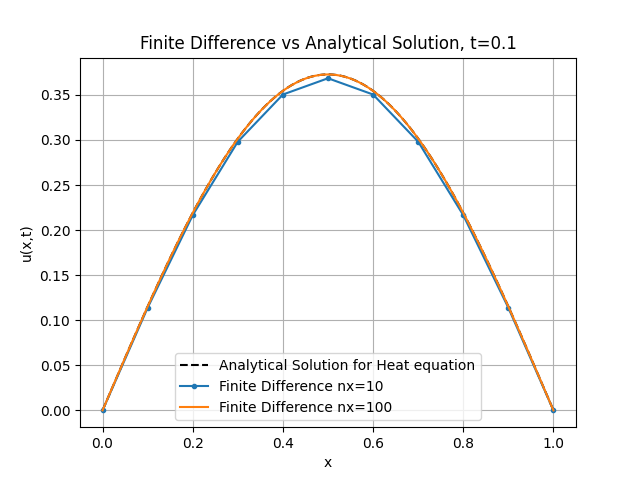 Finite Difference vs Analytical Solution, t=0.1
u(x,t)
0.35
0.30
0.25
0.20
0.15
0.10
0.05
0.00
Analytical Solution for Heat equation
Finite Difference nx=10
Finite Difference nx=100
0.0 0.2 0.4 0.6 0.8 1.0
x